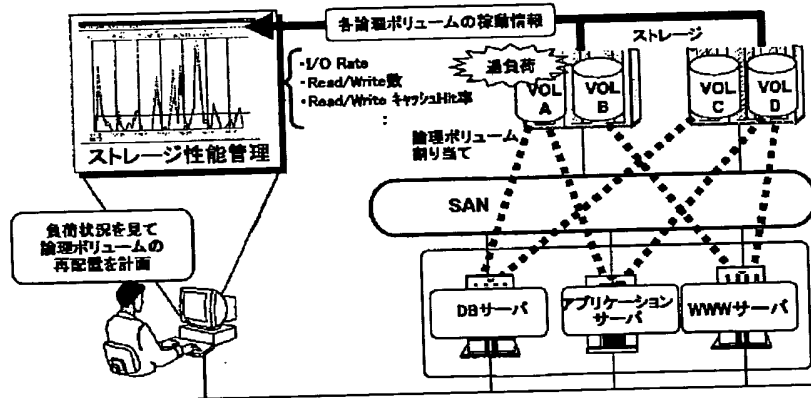 各論理ボリュームの稼動情報
ストレージ
・I/O Rate
・Read/Write数
・Read/Write キャッシュHit率
:
過負荷
VOL
A
VOL
B
VOL
C
VOL
D
ストレージ性能管理
論理ボリューム
割り当て
SAN
負荷状況を見て
論理ボリュームの
再配置を計画
DBサーバ
アプリケーション
サーバ
WWWサーバ